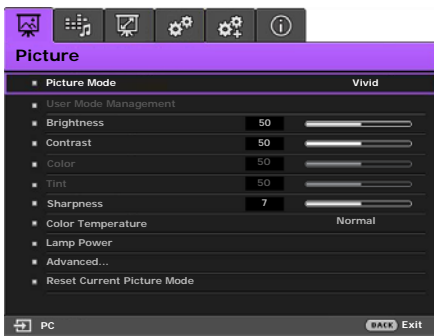 Picture
Picture Mode Vivid
User Mode Management
Brightness 50
Contrast 50
Color 50
Tint 50
Sharpness 7
Color Temperature Normal
Lamp Power
Advanced...
Reset Current Picture Mode
PC BACK Exit